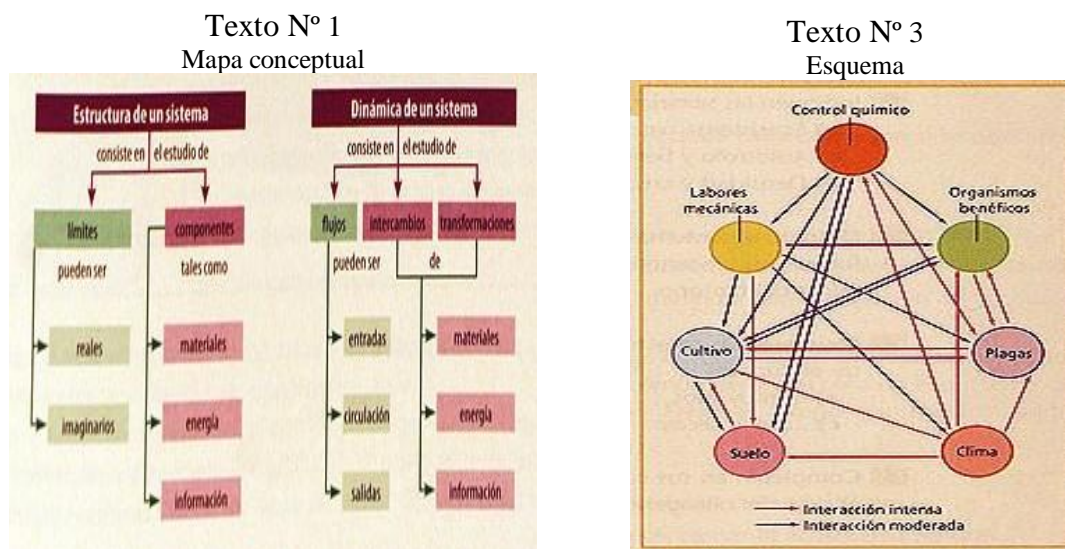 Texto Nº 1
Mapa conceptual
Estructura de un sistema
consiste en el estudio de
límites
componentes
pueden ser
tales como
reales
materiales
imaginarios
energía
información
Dinámica de un sistema
consiste en el estudio de
flujos
intercambios
transformaciones
pueden ser
de
entradas
materiales
circulación
energía
salidas
información
Texto Nº 3
Esquema
Control químico
Labores
mecánicas
Organismos
benéficos
Cultivo
Plagas
Suelo
Clima
Interacción intensa
Interacción moderada